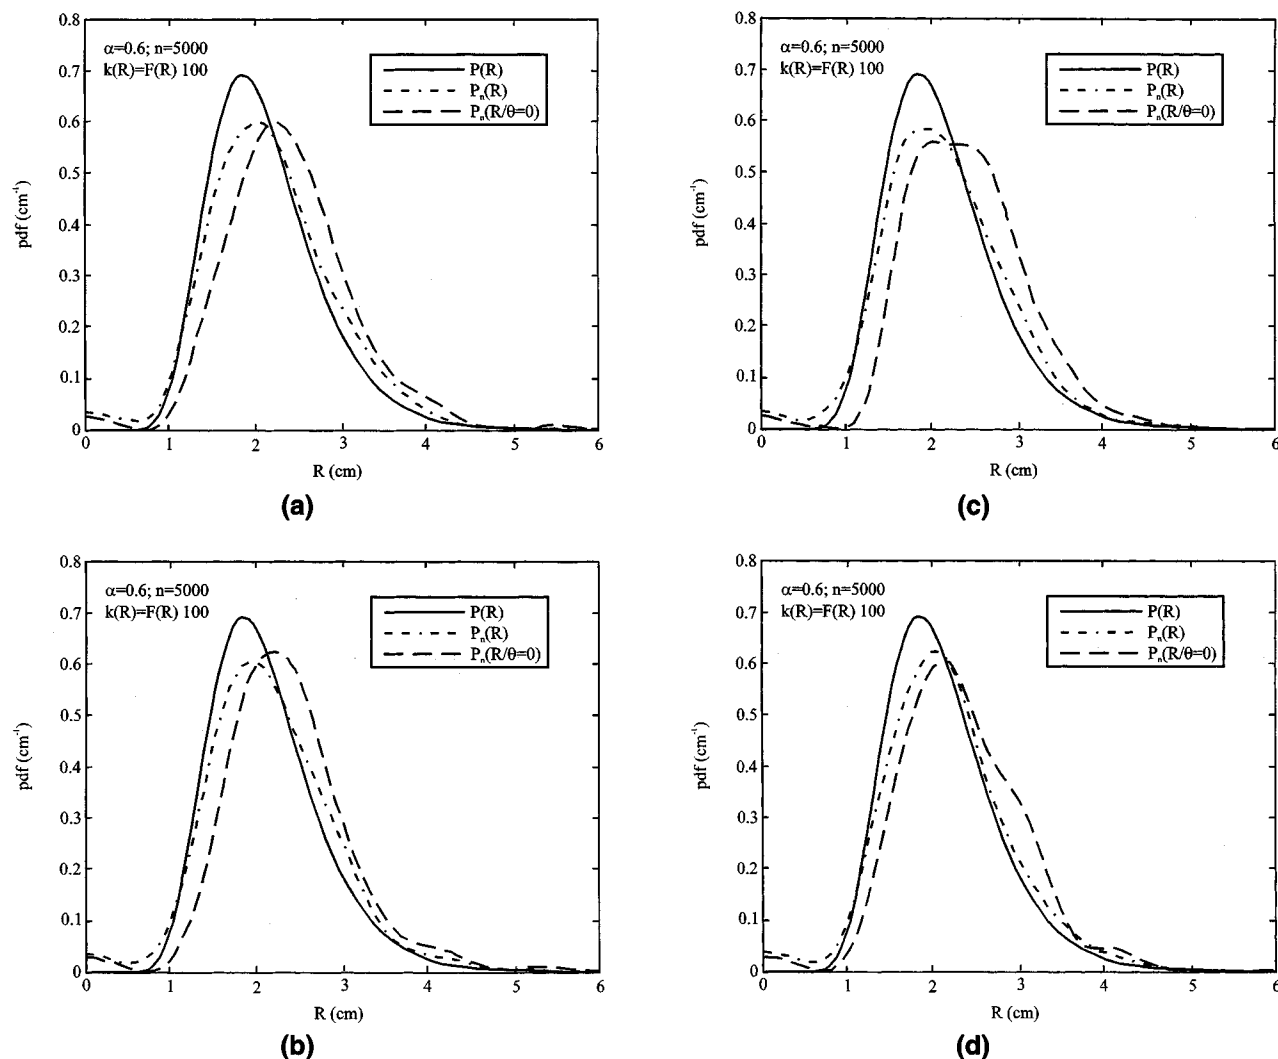 0.8
0.7
0.6
0.5
0.4
0.3
0.2
0.1
0
pdf (cm⁻¹)
α=0.6; n=5000
k(R)=F(R) 100
P(R)
Pₙ(R)
Pₙ(R/θ=0)
0 1 2 3 4 5 6
R (cm)
(a)
0.8
0.7
0.6
0.5
0.4
0.3
0.2
0.1
0
pdf (cm⁻¹)
α=0.6; n=5000
k(R)=F(R) 100
P(R)
Pₙ(R)
Pₙ(R/θ=0)
0 1 2 3 4 5 6
R (cm)
(c)
0.8
0.7
0.6
0.5
0.4
0.3
0.2
0.1
0
pdf (cm⁻¹)
α=0.6; n=5000
k(R)=F(R) 100
P(R)
Pₙ(R)
Pₙ(R/θ=0)
0 1 2 3 4 5 6
R (cm)
(b)
0.8
0.7
0.6
0.5
0.4
0.3
0.2
0.1
0
pdf (cm⁻¹)
α=0.6; n=5000
k(R)=F(R) 100
P(R)
Pₙ(R)
Pₙ(R/θ=0)
0 1 2 3 4 5 6
R (cm)
(d)